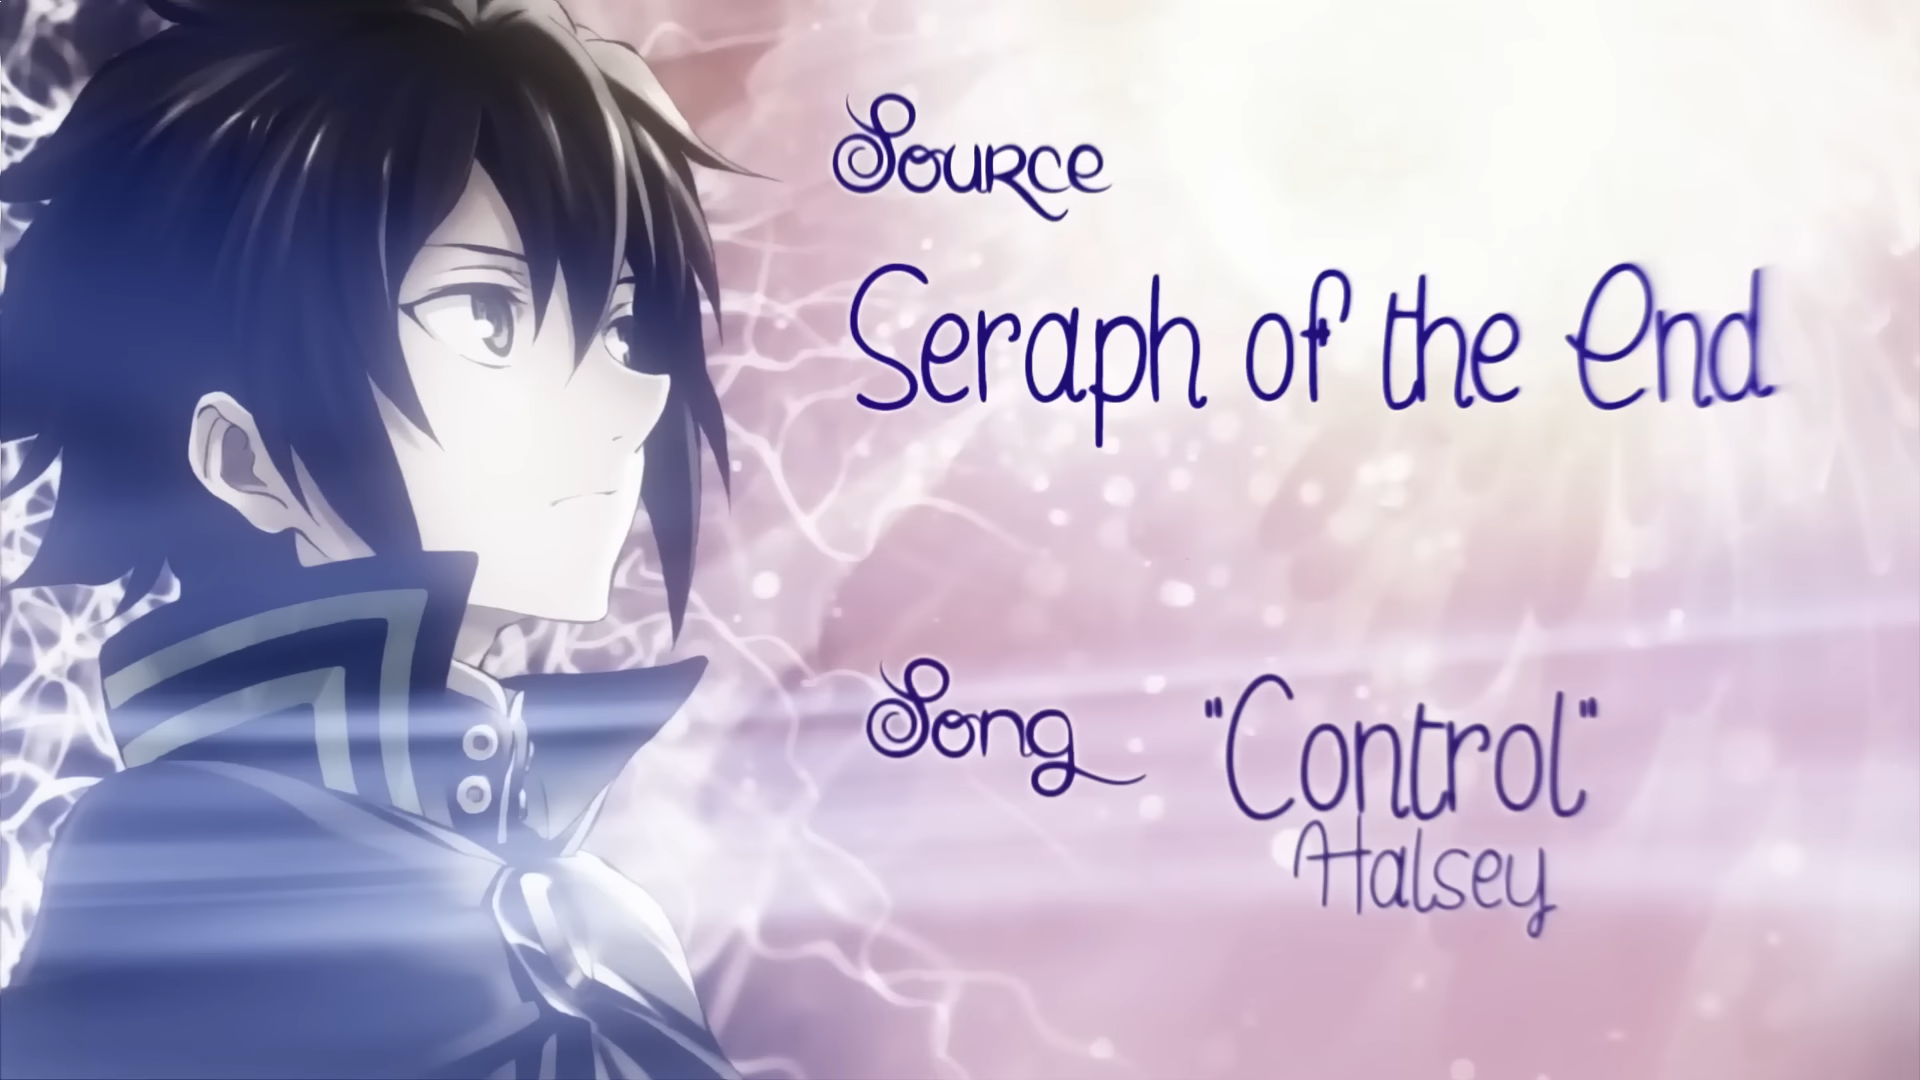 Source
Seraph of the End
Song "Control"
Halsey